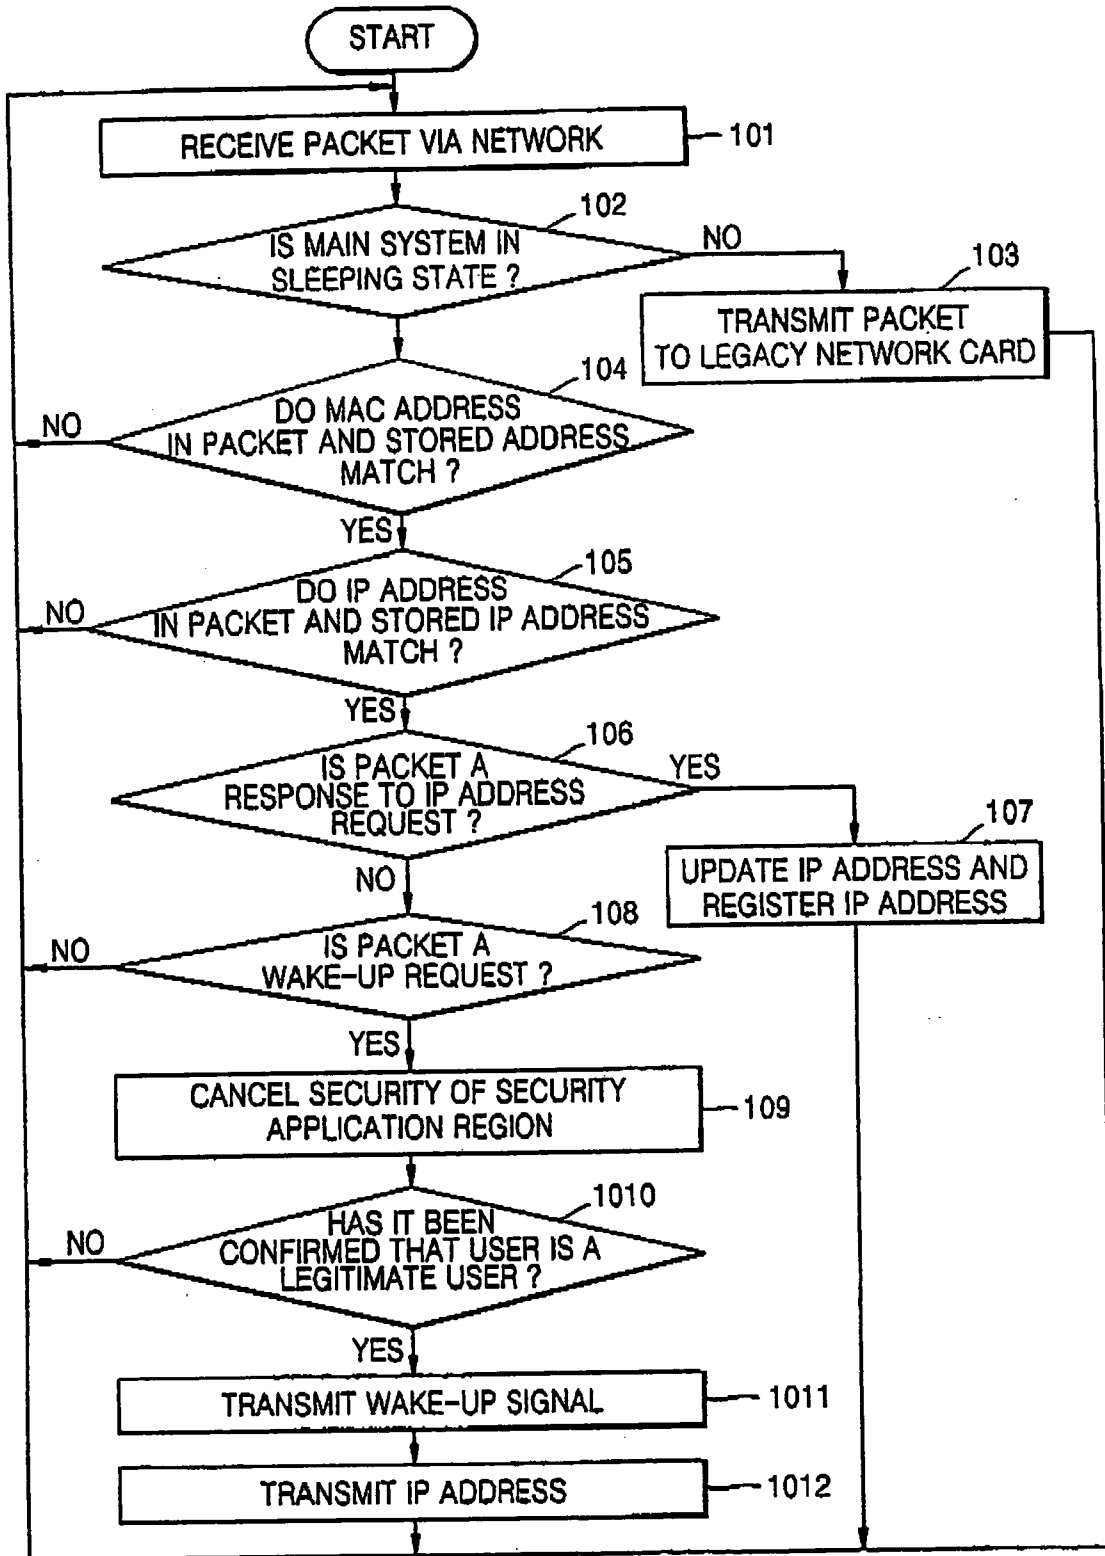 START
RECEIVE PACKET VIA NETWORK
101
102
IS MAIN SYSTEM IN
SLEEPING STATE ?
NO
103
TRANSMIT PACKET
TO LEGACY NETWORK CARD
104
DO MAC ADDRESS
IN PACKET AND STORED ADDRESS
MATCH ?
NO
YES
105
DO IP ADDRESS
IN PACKET AND STORED IP ADDRESS
MATCH ?
NO
YES
106
IS PACKET A
RESPONSE TO IP ADDRESS
REQUEST ?
YES
107
UPDATE IP ADDRESS AND
REGISTER IP ADDRESS
NO
108
IS PACKET A
WAKE-UP REQUEST ?
NO
YES
CANCEL SECURITY OF SECURITY
APPLICATION REGION
109
1010
HAS IT BEEN
CONFIRMED THAT USER IS A
LEGITIMATE USER ?
NO
YES
TRANSMIT WAKE-UP SIGNAL
1011
TRANSMIT IP ADDRESS
1012